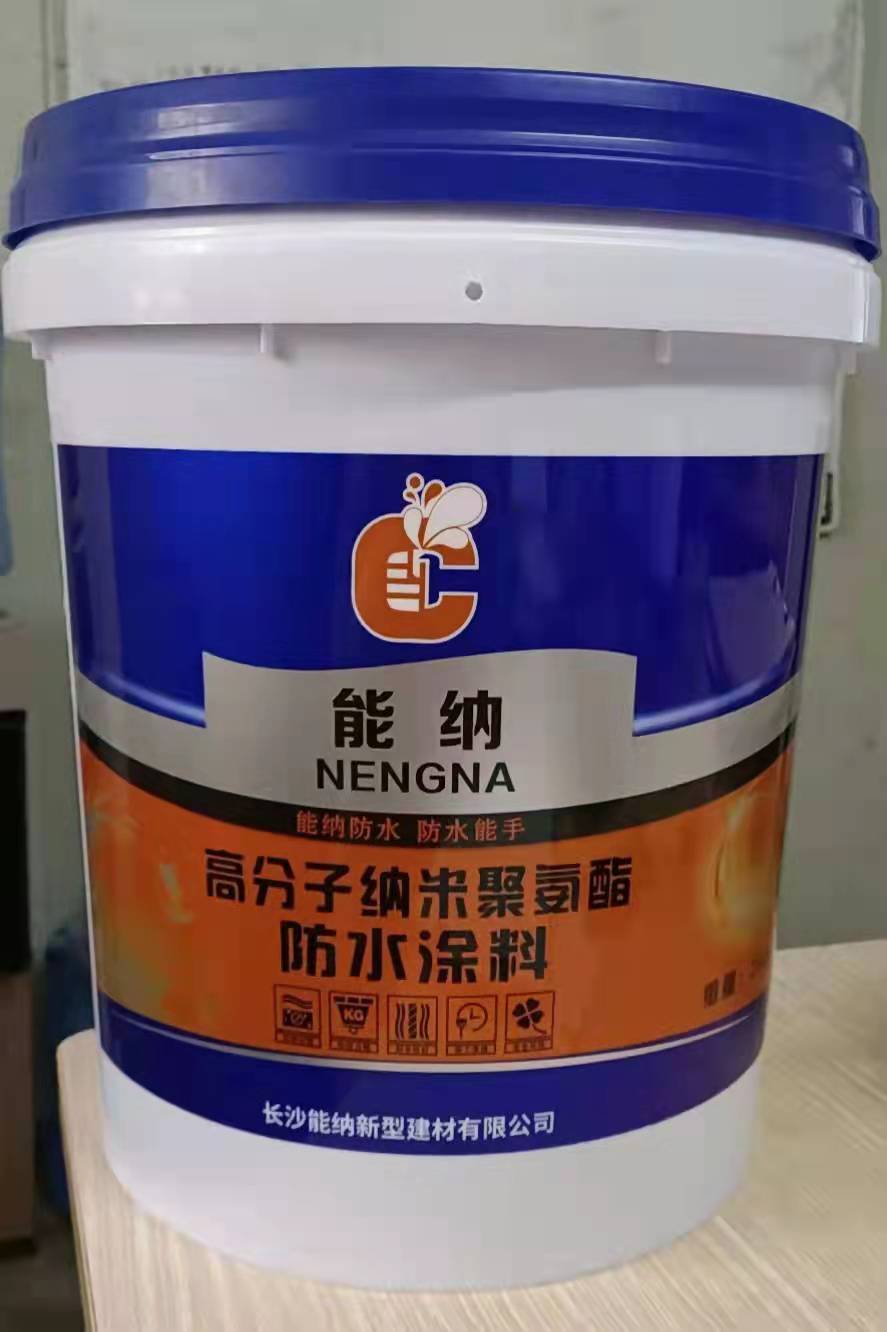 能纳
NENGNA
能纳防水 防水能手
高分子纳米聚氨酯
防水涂料
KG
长沙能纳新型建材有限公司